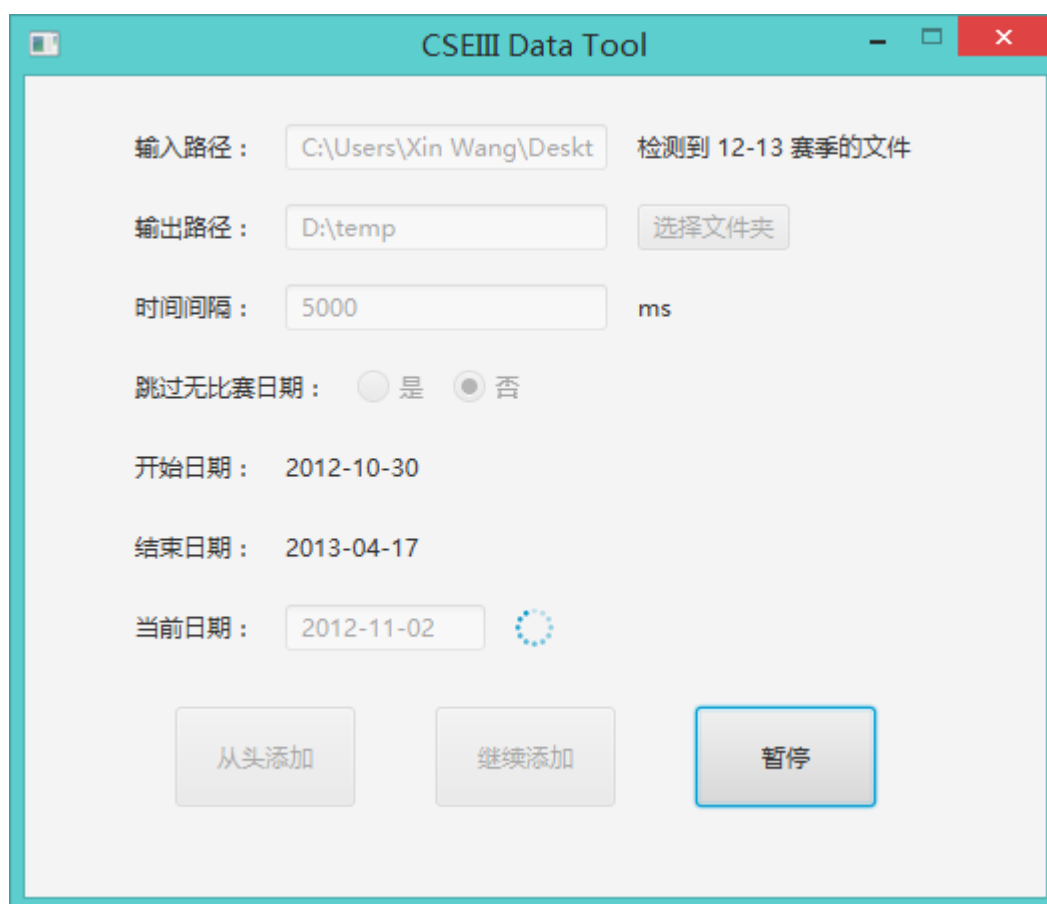 CSEIII Data Tool
输入路径： C:\Users\Xin Wang\Deskt 检测到 12-13 赛季的文件
输出路径： D:\temp 选择文件夹
时间间隔： 5000 ms
跳过无比赛日期： 是 否
开始日期： 2012-10-30
结束日期： 2013-04-17
当前日期： 2012-11-02
从头添加 继续添加 暂停